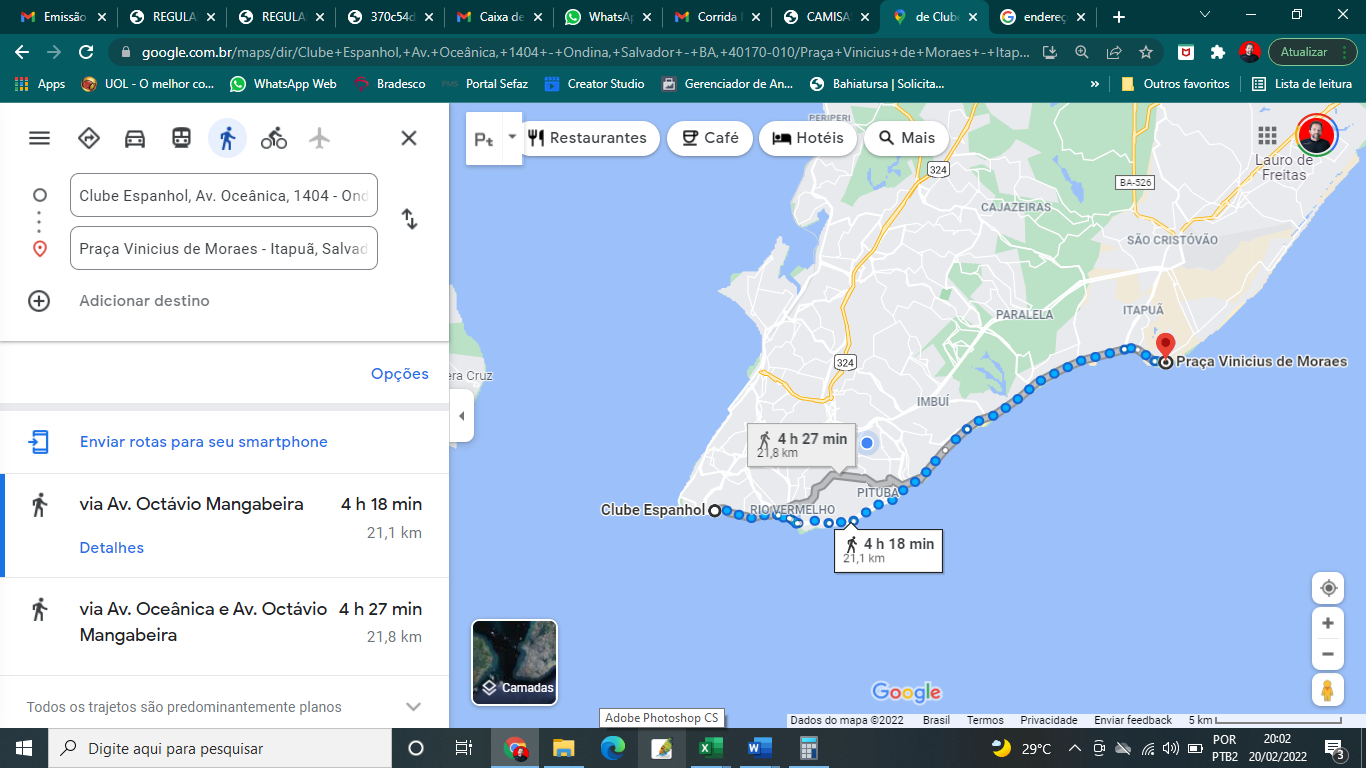 Emissão
REGULA
REGULA
370c54d
Caixa de
WhatsAp
Corrida
CAMISA
de Clube
endereç
google.com.br/maps/dir/Clube+Espanhol,+Av.+Oceânica,+1404+-+Ondina,+Salvador+-+BA,+40170-010/Praça+Vinicius+de+Moraes+-+Itap...
Atualizar
Apps
UOL - O melhor co...
WhatsApp Web
Bradesco
Portal Sefaz
Creator Studio
Gerenciador de An...
Bahiatursa | Solicita...
»
Outros favoritos
Lista de leitura
Clube Espanhol, Av. Oceânica, 1404 - Ond
Praça Vinicius de Moraes - Itapuã, Salvad
Adicionar destino
Opções
Enviar rotas para seu smartphone
via Av. Octávio Mangabeira
4 h 18 min
21,1 km
Detalhes
via Av. Oceânica e Av. Octávio
Mangabeira
4 h 27 min
21,8 km
Todos os trajetos são predominantemente planos
Pt
Restaurantes
Café
Hotéis
Mais
PERIPERI
324
BA-526
Lauro de
Freitas
CAJAZEIRAS
SÃO CRISTÓVÃO
ITAPUÃ
PARALELA
324
Praça Vinicius de Moraes
era Cruz
IMBUÍ
4 h 27 min
21,8 km
PITUBA
Clube Espanhol
RIO VERMELHO
4 h 18 min
21,1 km
Camadas
Google
Adobe Photoshop CS
Dados do mapa ©2022
Brasil
Termos
Privacidade
Enviar feedback
5 km
Digite aqui para pesquisar
29°C
POR
PTB2
20:02
20/02/2022
3